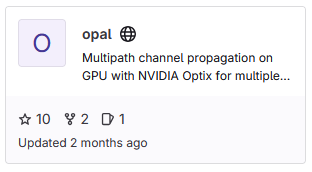 O
opal
Multipath channel propagation on
GPU with NVIDIA Optix for multiple...
10 2 1
Updated 2 months ago